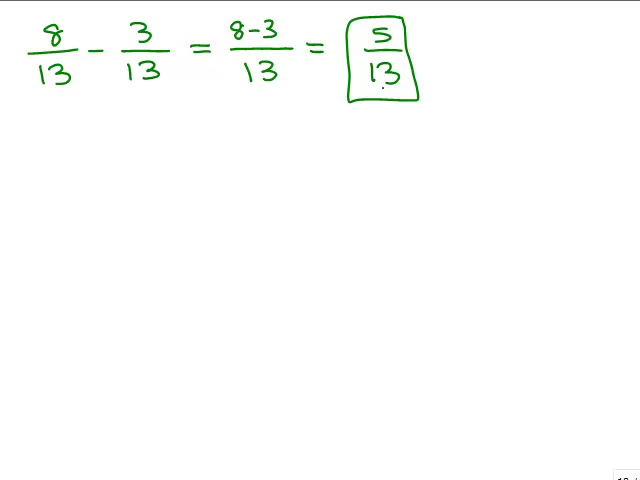 8/13 - 3/13 = 8-3/13 = 5/13